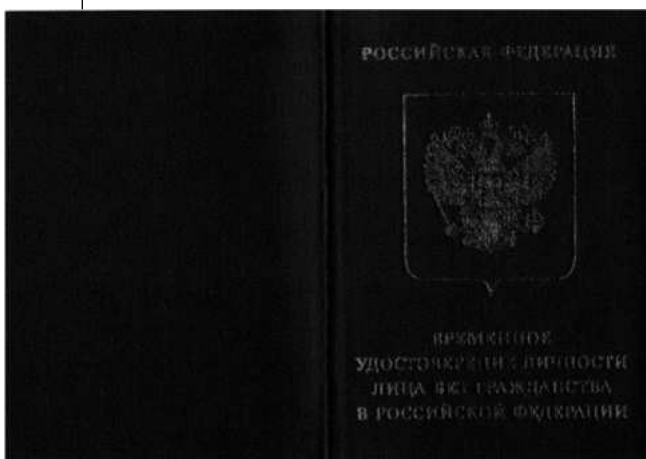 РОССИЙСКАЯ ФЕДЕРАЦИЯ
ВРЕМЕННОЕ
УДОСТОВЕРЕНИЕ ЛИЧНОСТИ
ЛИЦА БЕЗ ГРАЖДАНСТВА
В РОССИЙСКОЙ ФЕДЕРАЦИИ